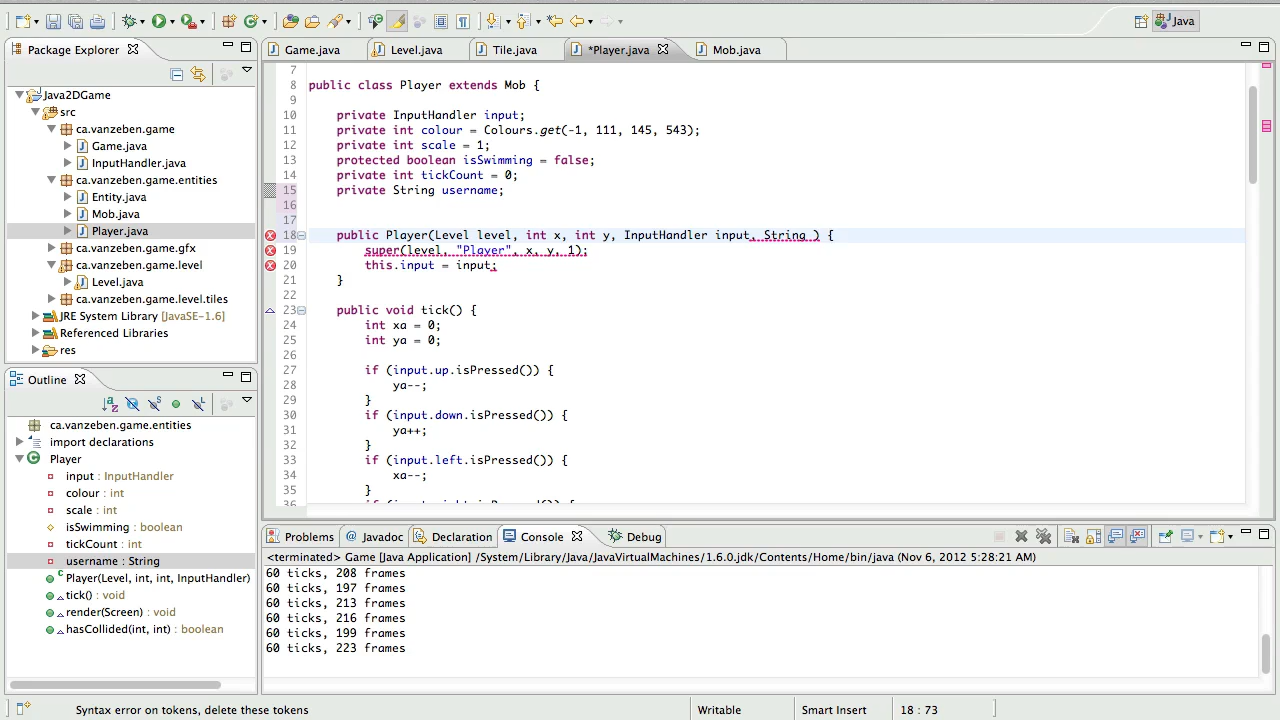 Java
Package Explorer
Game.java
Level.java
Tile.java
*Player.java
Mob.java
Java2DGame
src
ca.vanzeben.game
Game.java
InputHandler.java
ca.vanzeben.game.entities
Entity.java
Mob.java
Player.java
ca.vanzeben.game.gfx
ca.vanzeben.game.level
Level.java
ca.vanzeben.game.level.tiles
JRE System Library [JavaSE-1.6]
Referenced Libraries
res
7
8 public class Player extends Mob {
9
10 private InputHandler input;
11 private int colour = Colours.get(-1, 111, 145, 543);
12 private int scale = 1;
13 protected boolean isSwimming = false;
14 private int tickCount = 0;
15 private String username;
16
17
18 public Player(Level level, int x, int y, InputHandler input, String ) {
19 super(level, "Player", x, y, 1);
20 this.input = input;
21 }
22
23 public void tick() {
24 int xa = 0;
25 int ya = 0;
26
27 if (input.up.isPressed()) {
28 ya--;
29 }
30 if (input.down.isPressed()) {
31 ya++;
32 }
33 if (input.left.isPressed()) {
34 xa--;
35 }
36
Outline
ca.vanzeben.game.entities
import declarations
Player
input : InputHandler
colour : int
scale : int
isSwimming : boolean
tickCount : int
username : String
Player(Level, int, int, InputHandler)
tick() : void
render(Screen) : void
hasCollided(int, int) : boolean
Problems
Javadoc
Declaration
Console
Debug
<terminated> Game [Java Application] /System/Library/Java/JavaVirtualMachines/1.6.0.jdk/Contents/Home/bin/java (Nov 6, 2012 5:28:21 AM)
60 ticks, 208 frames
60 ticks, 197 frames
60 ticks, 213 frames
60 ticks, 216 frames
60 ticks, 199 frames
60 ticks, 223 frames
Syntax error on tokens, delete these tokens
Writable
Smart Insert
18 : 73